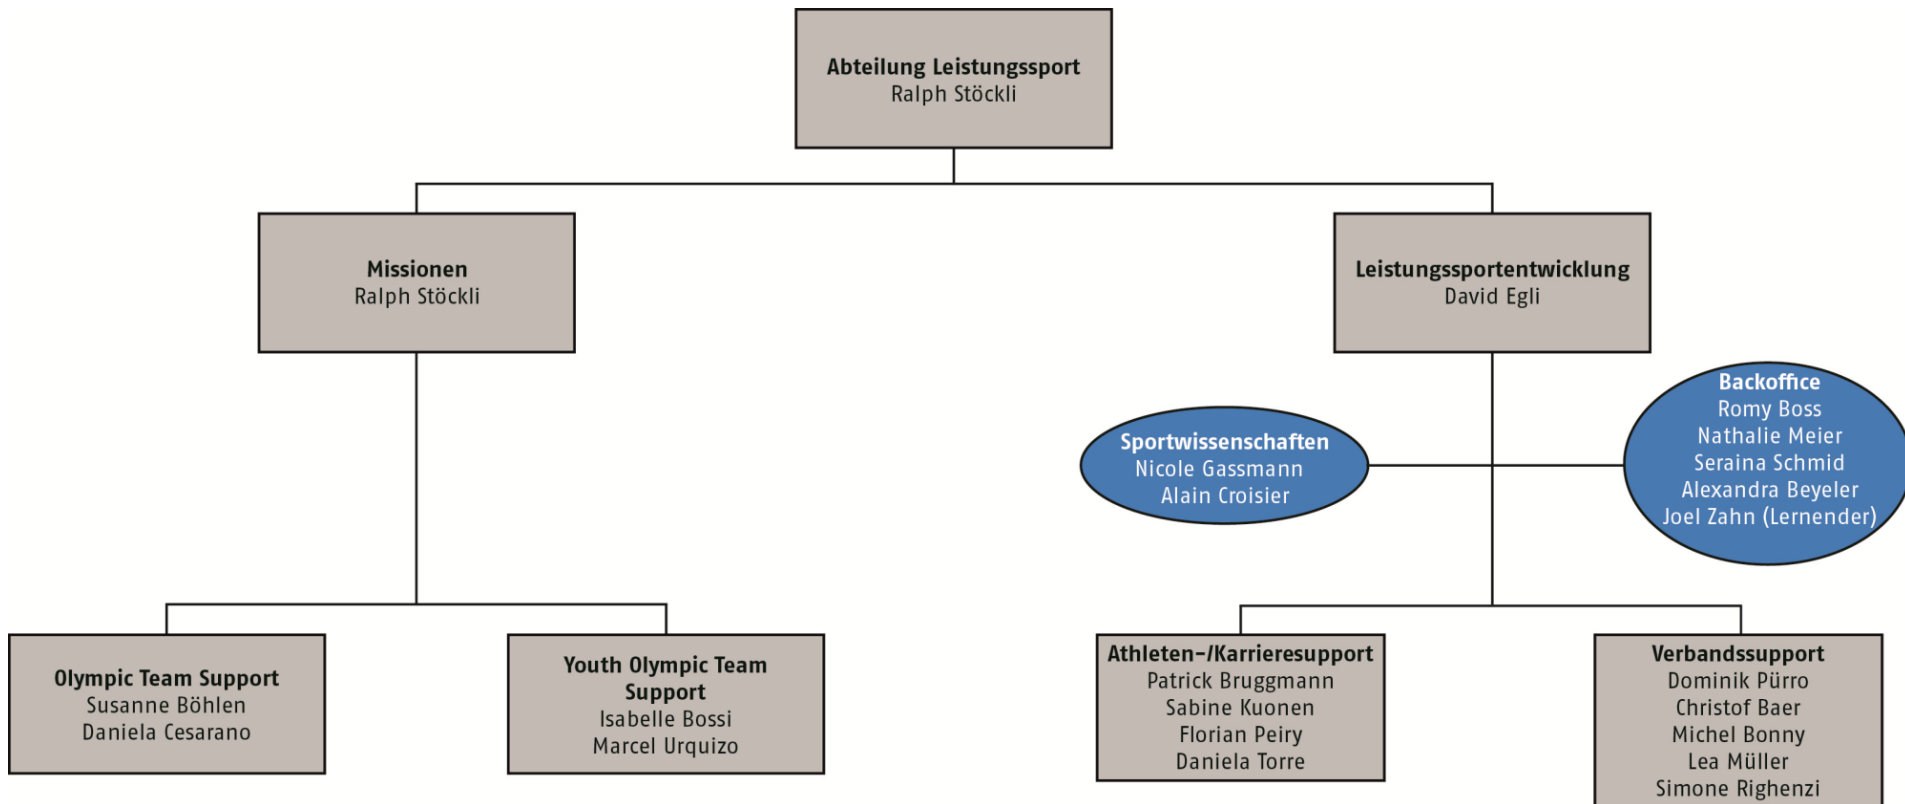 Abteilung Leistungssport
Ralph Stöckli
Missionen
Ralph Stöckli
Leistungssportentwicklung
David Egli
Sportwissenschaften
Nicole Gassmann
Alain Croisier
Backoffice
Romy Boss
Nathalie Meier
Seraina Schmid
Alexandra Beyeler
Joel Zahn (Lernender)
Olympic Team Support
Susanne Böhlen
Daniela Cesarano
Youth Olympic Team
Support
Isabelle Bossi
Marcel Urquizo
Athleten-/Karrieresupport
Patrick Bruggmann
Sabine Kuonen
Florian Peiry
Daniela Torre
Verbandssupport
Dominik Pürro
Christof Baer
Michel Bonny
Lea Müller
Simone Righenzi